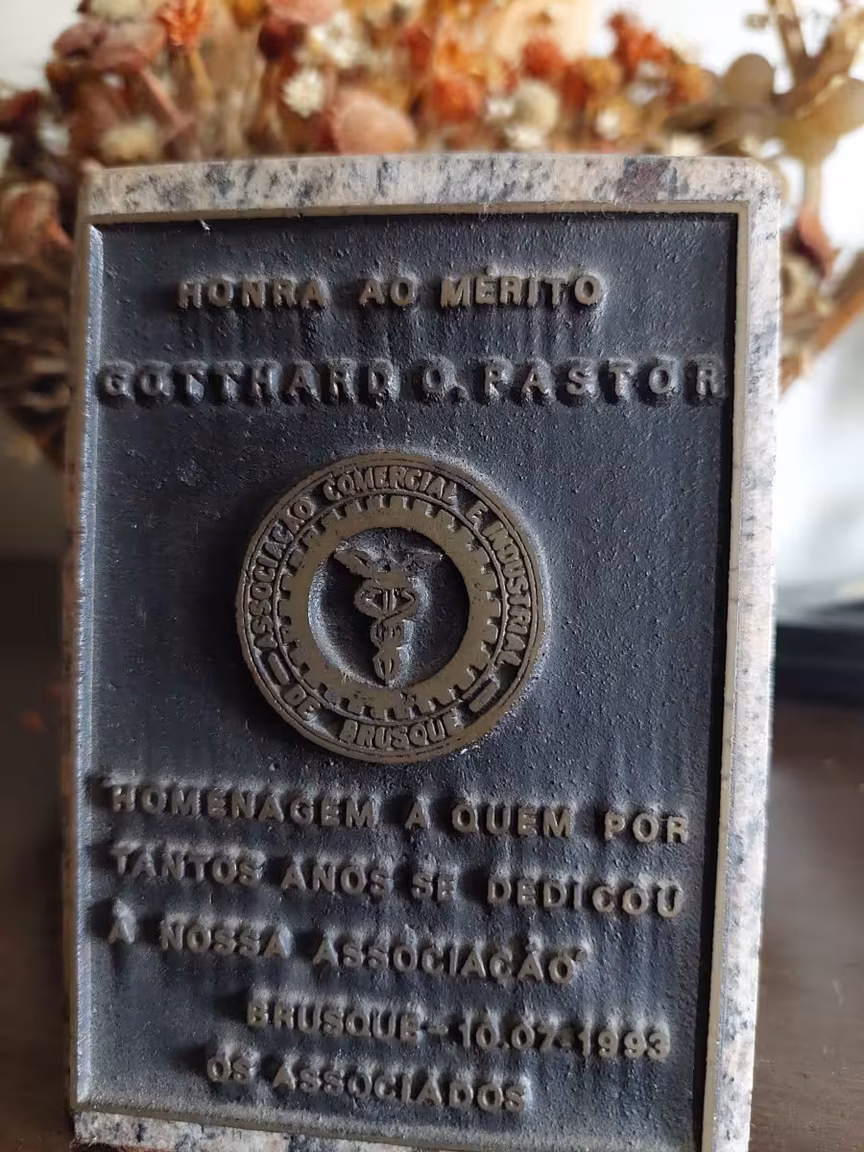 HONRA AO MÉRITO
GOTTHARD O. PASTOR
ASSOCIAÇÃO COMERCIAL E INDUSTRIAL
DE BRUSQUE
"HOMENAGEM A QUEM POR
TANTOS ANOS SE DEDICOU
À NOSSA ASSOCIAÇÃO"
BRUSQUE - 10.07.1993
OS ASSOCIADOS